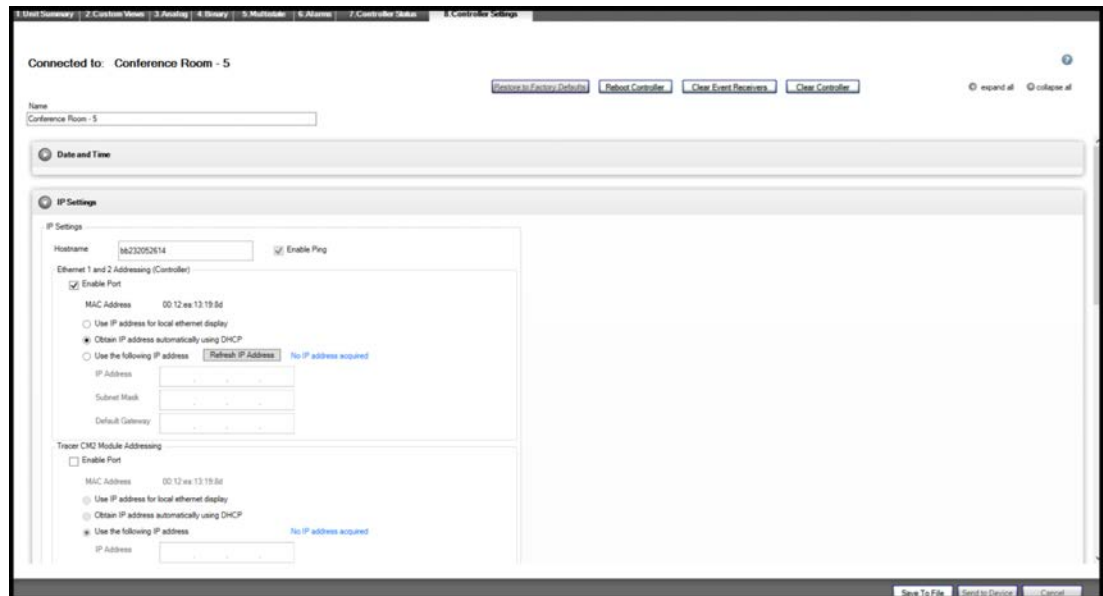 1.Unit Summary 2.Custom Views 3.Analog 4.Binary 5.Multistate 6.Alarms 7.Controller Status 8.Controller Settings
Connected to: Conference Room - 5
Restore to Factory Defaults Reboot Controller Clear Event Receivers Clear Controller expand all collapse all
Name
Conference Room - 5
Date and Time
IP Settings
IP Settings
Hostname bb232052614 Enable Ping
Ethernet 1 and 2 Addressing (Controller)
Enable Port
MAC Address 00:12:ea:13:19:8d
Use IP address for local ethernet display
Obtain IP address automatically using DHCP
Use the following IP address Refresh IP Address No IP address acquired
IP Address
Subnet Mask
Default Gateway
Tracer CM2 Module Addressing
Enable Port
MAC Address 00:12:ea:13:19:8d
Use IP address for local ethernet display
Obtain IP address automatically using DHCP
Use the following IP address No IP address acquired
IP Address
Save To File Send to Device Cancel